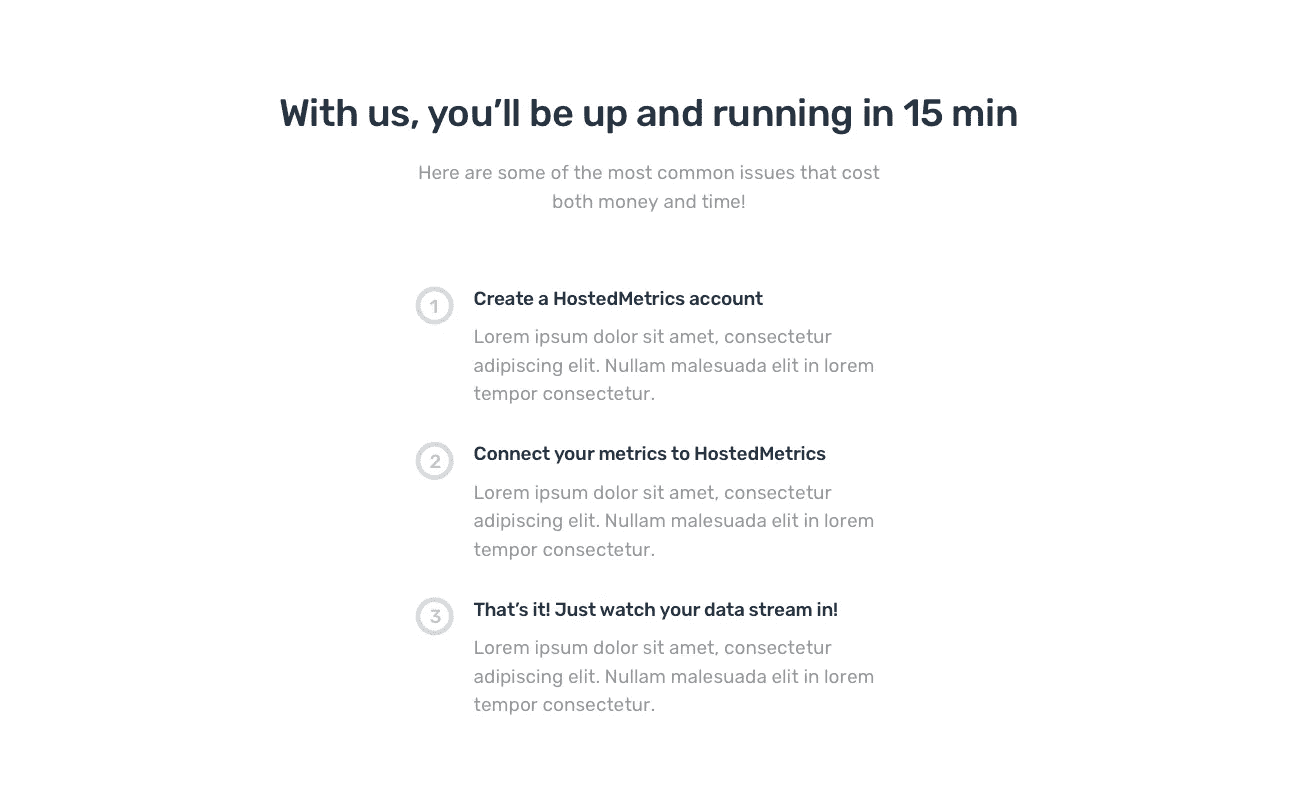 With us, you’ll be up and running in 15 min
Here are some of the most common issues that cost
both money and time!
1
Create a HostedMetrics account
Lorem ipsum dolor sit amet, consectetur
adipiscing elit. Nullam malesuada elit in lorem
tempor consectetur.
2
Connect your metrics to HostedMetrics
Lorem ipsum dolor sit amet, consectetur
adipiscing elit. Nullam malesuada elit in lorem
tempor consectetur.
3
That’s it! Just watch your data stream in!
Lorem ipsum dolor sit amet, consectetur
adipiscing elit. Nullam malesuada elit in lorem
tempor consectetur.